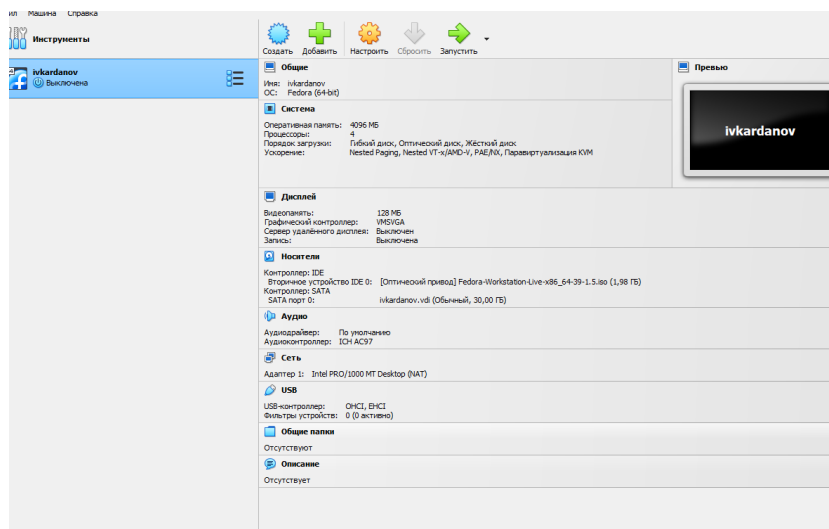 Машина Справка
Инструменты
Создать Добавить Настроить Сбросить Запустить
ivkardanov
Выключена
Общие
Имя: ivkardanov
ОС: Fedora (64-bit)
Превью
ivkardanov
Система
Оперативная память: 4096 МБ
Процессоры: 4
Порядок загрузки: Гибкий диск, Оптический диск, Жёсткий диск
Ускорение: Nested Paging, Nested VT-x/AMD-V, PAE/NX, Паравиртуализация KVM
Дисплей
Видеопамять: 128 МБ
Графический контроллер: VMSVGA
Сервер удалённого дисплея: Выключен
Запись: Выключена
Носители
Контроллер: IDE
Вторичное устройство IDE 0: [Оптический привод] Fedora-Workstation-Live-x86_64-39-1.5.iso (1,98 ГБ)
Контроллер: SATA
SATA порт 0: ivkardanov.vdi (Обычный, 30,00 ГБ)
Аудио
Аудиодрайвер: По умолчанию
Аудиоконтроллер: ICH AC97
Сеть
Адаптер 1: Intel PRO/1000 MT Desktop (NAT)
USB
USB-контроллер: OHCI, EHCI
Фильтры устройств: 0 (0 активно)
Общие папки
Отсутствуют
Описание
Отсутствует